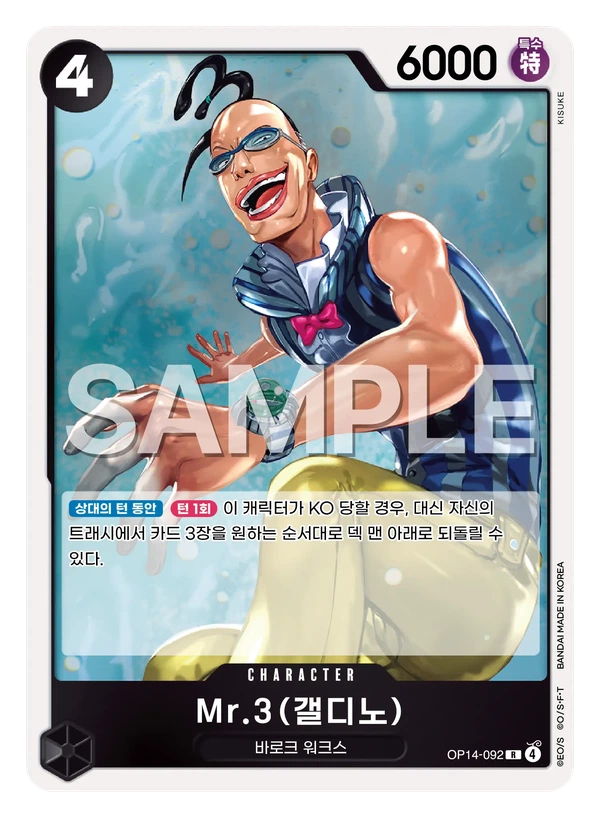 4
6000
특수
特
KISUKE
SAMPLE
상대의 턴 동안 턴 1회 이 캐릭터가 KO 당할 경우, 대신 자신의
트래시에서 카드 3장을 원하는 순서대로 덱 맨 아래로 되돌릴 수
있다.
CHARACTER
Mr.3(갤디노)
바로크 워크스
OP14-092 R 4
©EO/S ©O/S·F·T BANDAI MADE IN KOREA